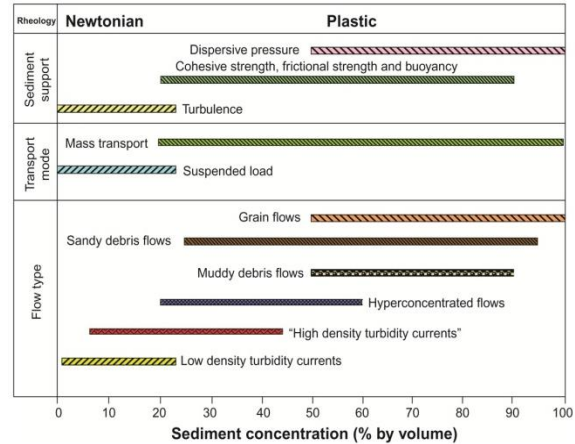 Rheology Newtonian Plastic
Sediment
support
Dispersive pressure
Cohesive strength, frictional strength and buoyancy
Turbulence
Transport
mode
Mass transport
Suspended load
Flow type
Grain flows
Sandy debris flows
Muddy debris flows
Hyperconcentrated flows
“High density turbidity currents”
Low density turbidity currents
0 10 20 30 40 50 60 70 80 90 100
Sediment concentration (% by volume)